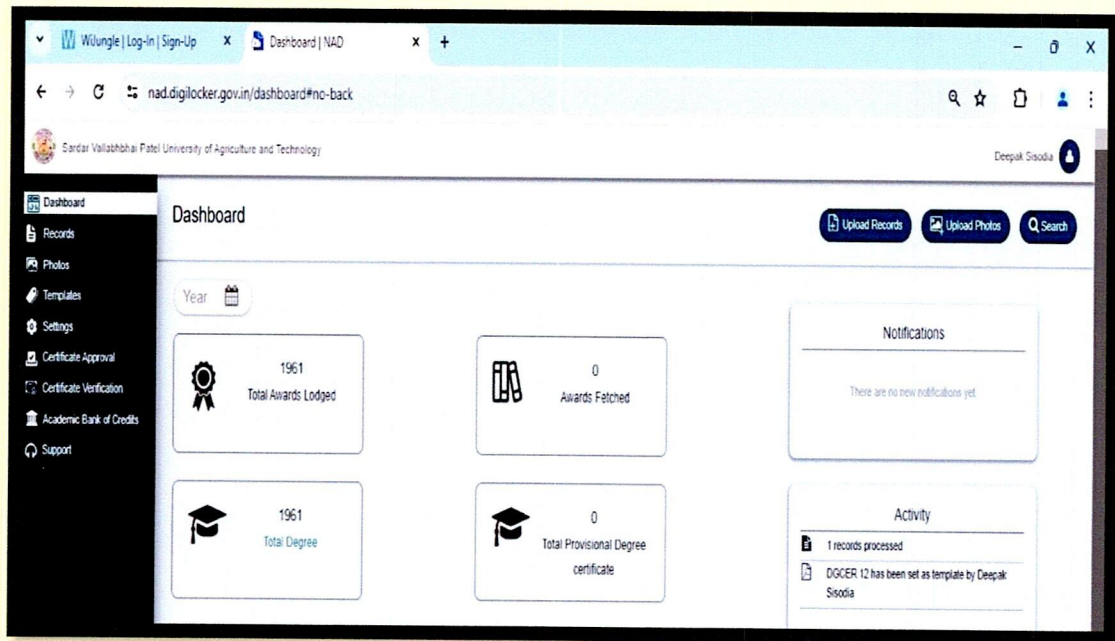 WiJungle | Log-In | Sign-Up X Dashboard | NAD X +
nad.digilocker.gov.in/dashboard#no-back
Sardar Vallabhbhai Patel University of Agriculture and Technology
Deepak Sisodia
Dashboard
Records
Photos
Templates
Settings
Certificate Approval
Certificate Verification
Academic Bank of Credits
Support
Dashboard
Upload Records
Upload Photos
Search
Year
1961
Total Awards Lodged
0
Awards Fetched
1961
Total Degree
0
Total Provisional Degree
certificate
Notifications
There are no new notifications yet.
Activity
1 records processed
DGCER 12 has been set as template by Deepak
Sisodia